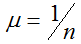 μ = 1/n